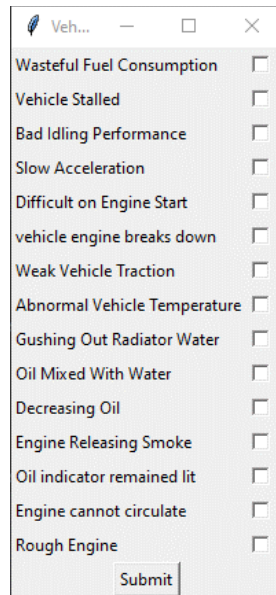 Veh...
Wasteful Fuel Consumption
Vehicle Stalled
Bad Idling Performance
Slow Acceleration
Difficult on Engine Start
vehicle engine breaks down
Weak Vehicle Traction
Abnormal Vehicle Temperature
Gushing Out Radiator Water
Oil Mixed With Water
Decreasing Oil
Engine Releasing Smoke
Oil indicator remained lit
Engine cannot circulate
Rough Engine
Submit